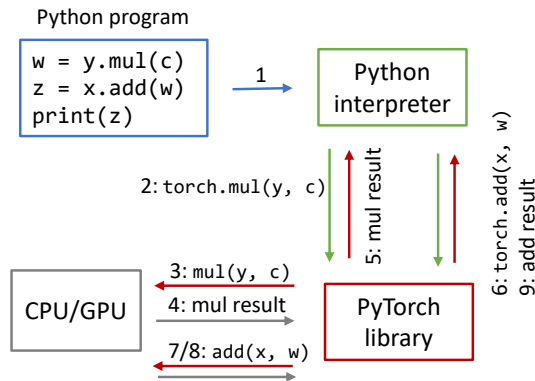 Python program
w = y.mul(c)
z = x.add(w)
print(z)
1
Python
interpreter
2: torch.mul(y, c)
5: mul result
6: torch.add(x, w)
9: add result
3: mul(y, c)
4: mul result
CPU/GPU
PyTorch
library
7/8: add(x, w)